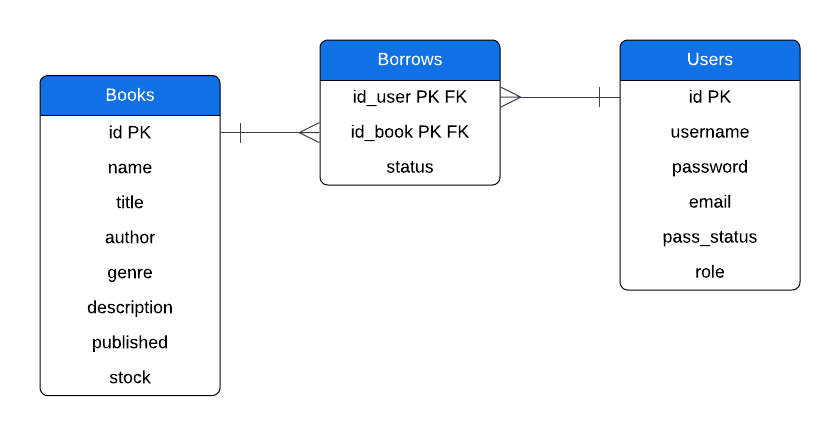 Books
id PK
name
title
author
genre
description
published
stock
Borrows
id_user PK FK
id_book PK FK
status
Users
id PK
username
password
email
pass_status
role